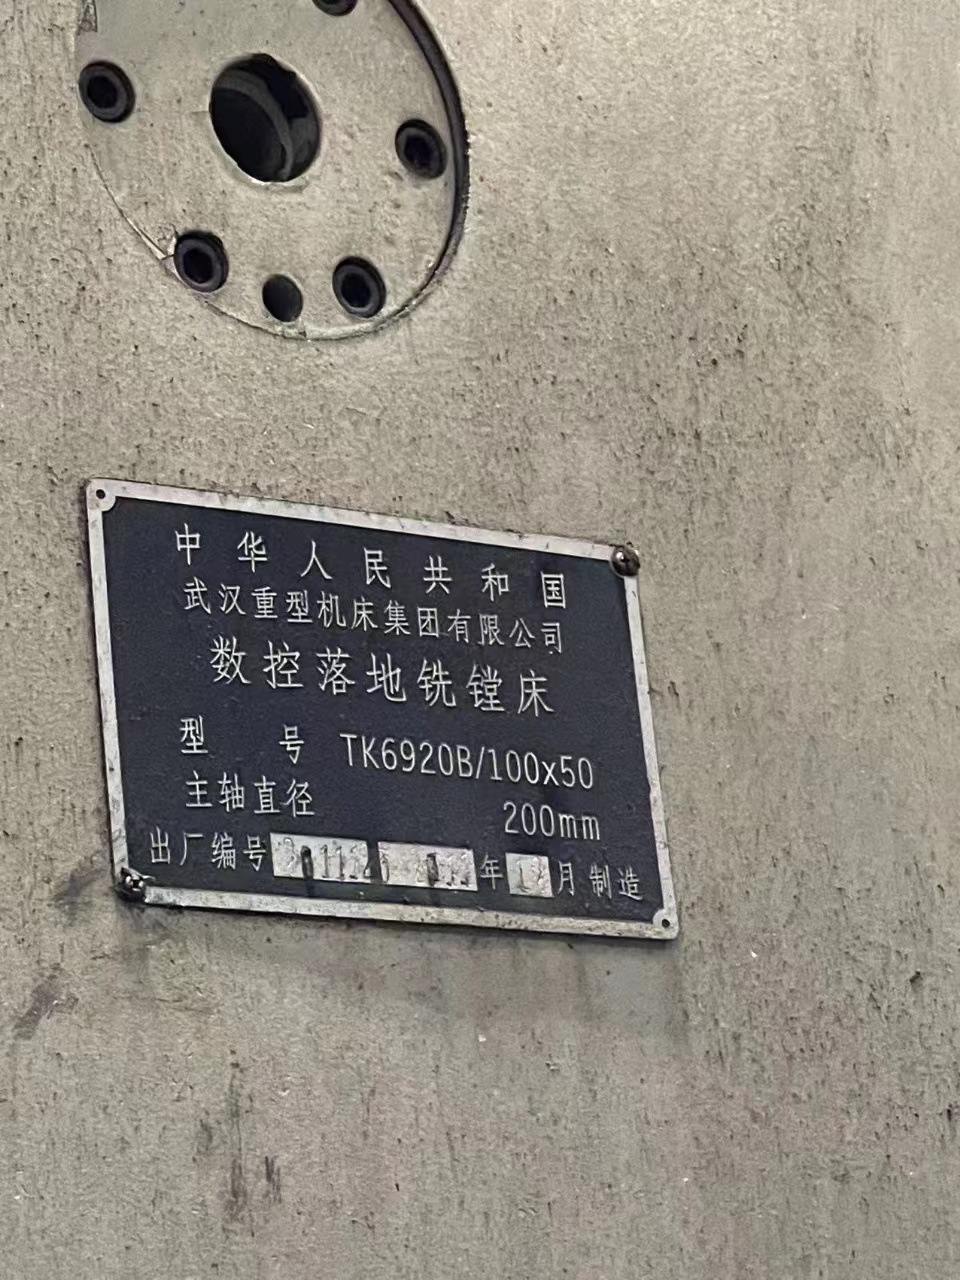 中华人民共和国
武汉重型机床集团有限公司
数控落地铣镗床
型号 TK6920B/100x50
主轴直径 200mm
出厂编号 年 月制造